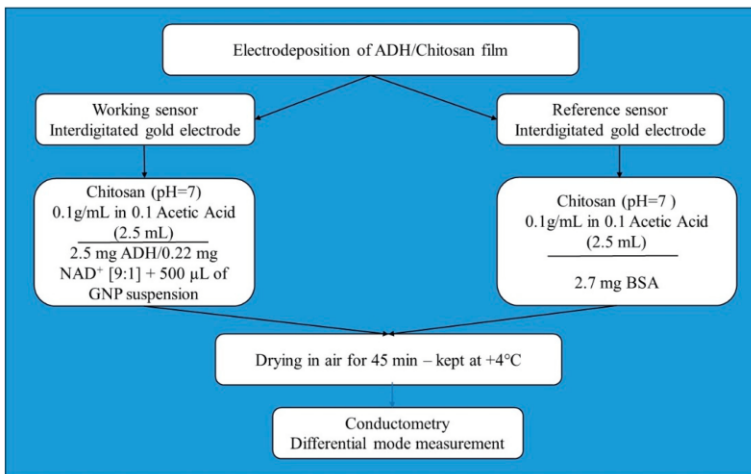 Electrodeposition of ADH/Chitosan film
Working sensor
Interdigitated gold electrode
Reference sensor
Interdigitated gold electrode
Chitosan (pH=7)
0.1g/mL in 0.1 Acetic Acid
(2.5 mL)
2.5 mg ADH/0.22 mg
NAD⁺ [9:1] + 500 µL of
GNP suspension
Chitosan (pH=7 )
0.1g/mL in 0.1 Acetic Acid
(2.5 mL)
2.7 mg BSA
Drying in air for 45 min – kept at +4°C
Conductometry
Differential mode measurement